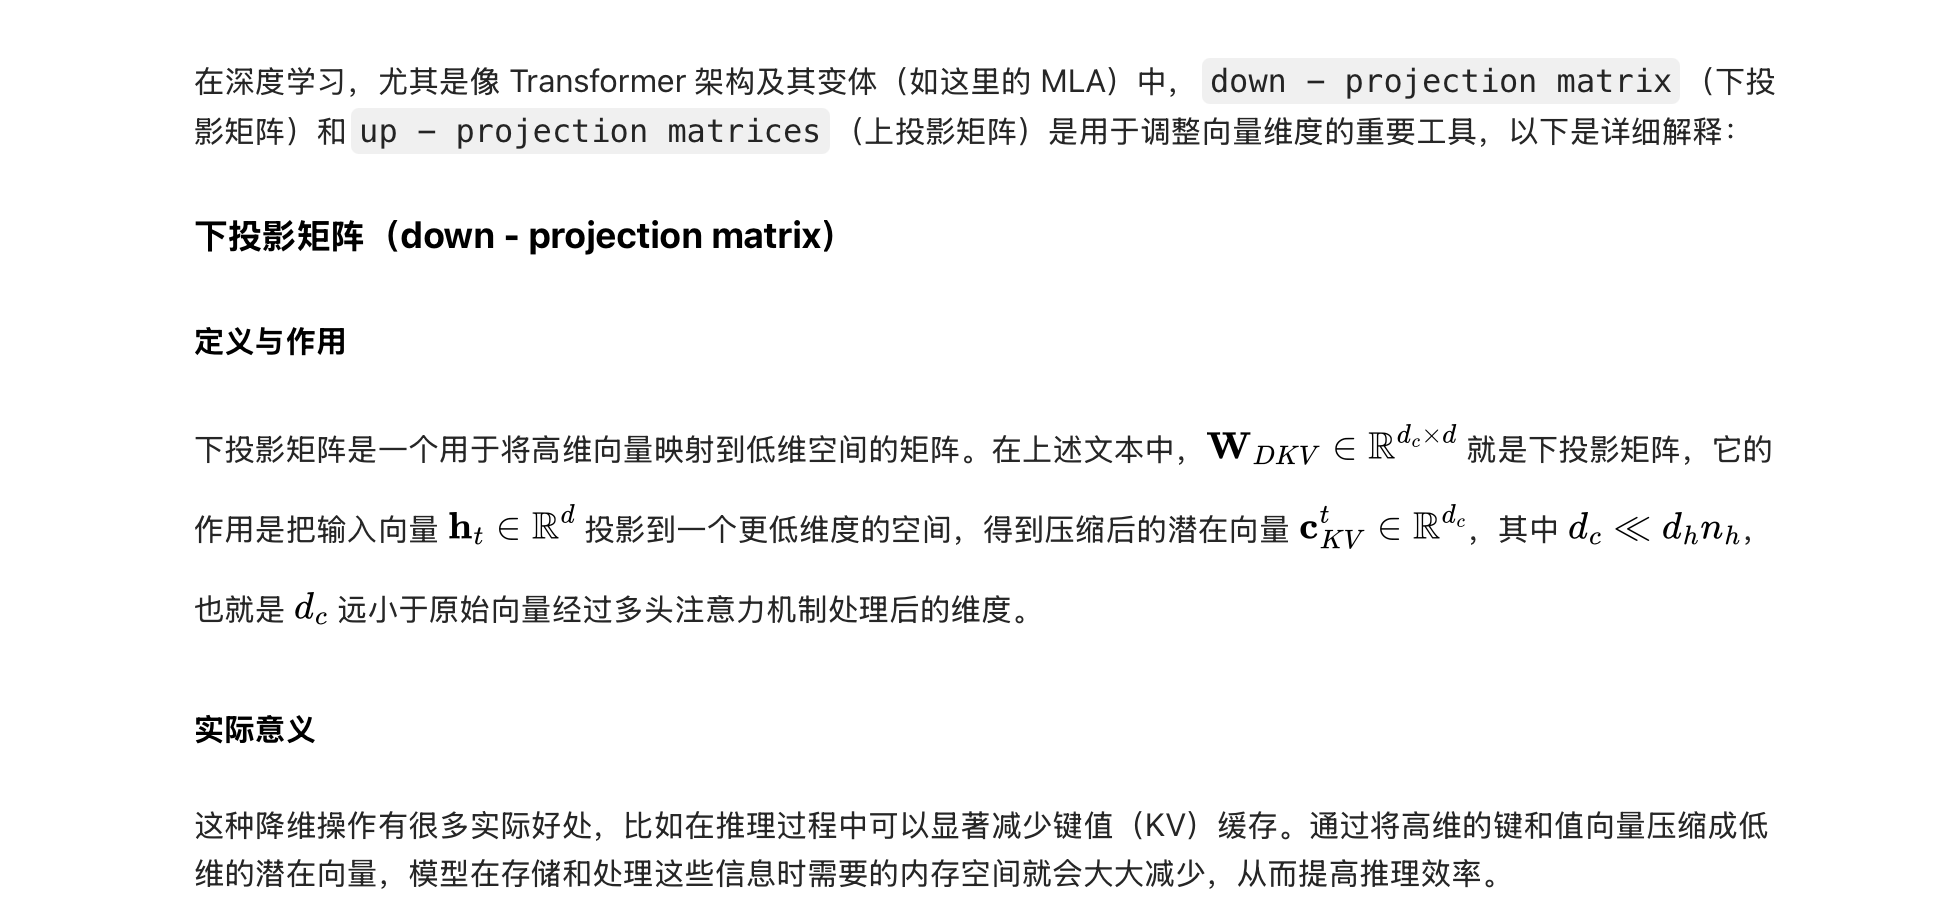 在深度学习，尤其是像 Transformer 架构及其变体（如这里的 MLA）中， down – projection matrix （下投
影矩阵）和 up – projection matrices （上投影矩阵）是用于调整向量维度的重要工具，以下是详细解释：
下投影矩阵（down - projection matrix）
定义与作用
下投影矩阵是一个用于将高维向量映射到低维空间的矩阵。在上述文本中，$\mathbf{W}_{DKV} \in \mathbb{R}^{d_c \times d}$ 就是下投影矩阵，它的
作用是把输入向量 $\mathbf{h}_t \in \mathbb{R}^d$ 投影到一个更低维度的空间，得到压缩后的潜在向量 $\mathbf{c}_{KV}^t \in \mathbb{R}^{d_c}$，其中 $d_c \ll d_h n_h$，
也就是 $d_c$ 远小于原始向量经过多头注意力机制处理后的维度。
实际意义
这种降维操作有很多实际好处，比如在推理过程中可以显著减少键值（KV）缓存。通过将高维的键和值向量压缩成低
维的潜在向量，模型在存储和处理这些信息时需要的内存空间就会大大减少，从而提高推理效率。